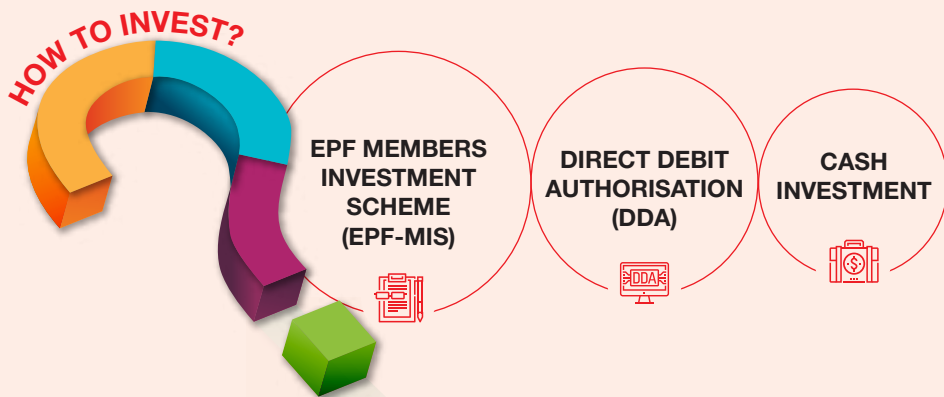 HOW TO INVEST?
EPF MEMBERS
INVESTMENT
SCHEME
(EPF-MIS)
DIRECT DEBIT
AUTHORISATION
(DDA)
DDA
CASH
INVESTMENT
$